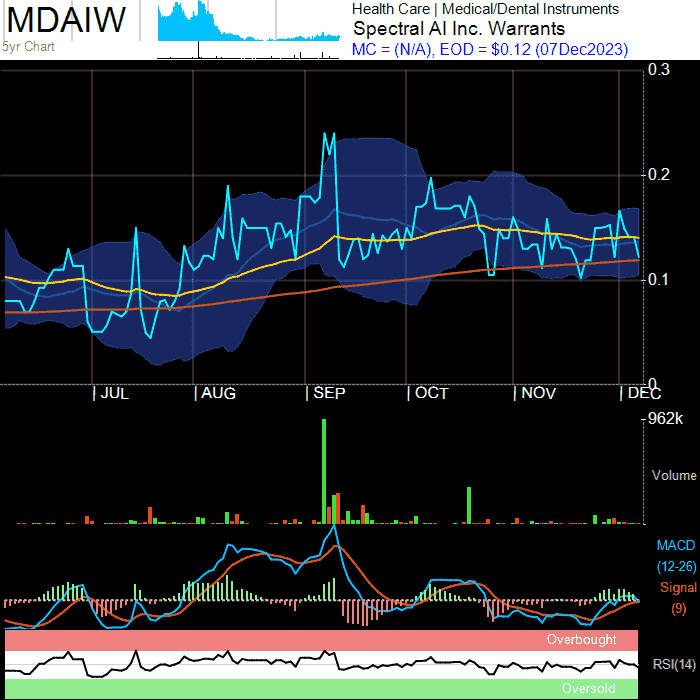 MDAIW
5yr Chart
Health Care | Medical/Dental Instruments
Spectral AI Inc. Warrants
MC = (N/A), EOD = $0.12 (07Dec2023)
0.3
0.2
0.1
0
| JUL | AUG | SEP | OCT | NOV | DEC
962k
Volume
MACD
(12-26)
Signal
(9)
Overbought
RSI(14)
Oversold